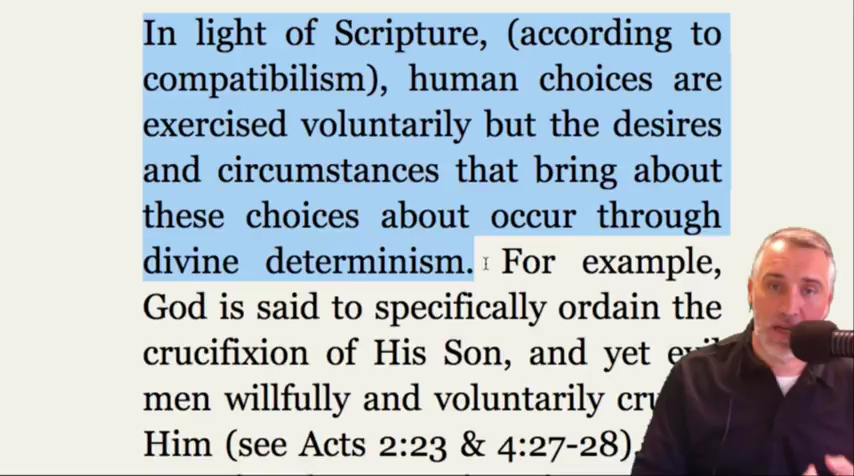 In light of Scripture, (according to
compatibilism), human choices are
exercised voluntarily but the desires
and circumstances that bring about
these choices about occur through
divine determinism. For example,
God is said to specifically ordain the
crucifixion of His Son, and yet
men willfully and voluntarily
Him (see Acts 2:23 & 4:27-28)